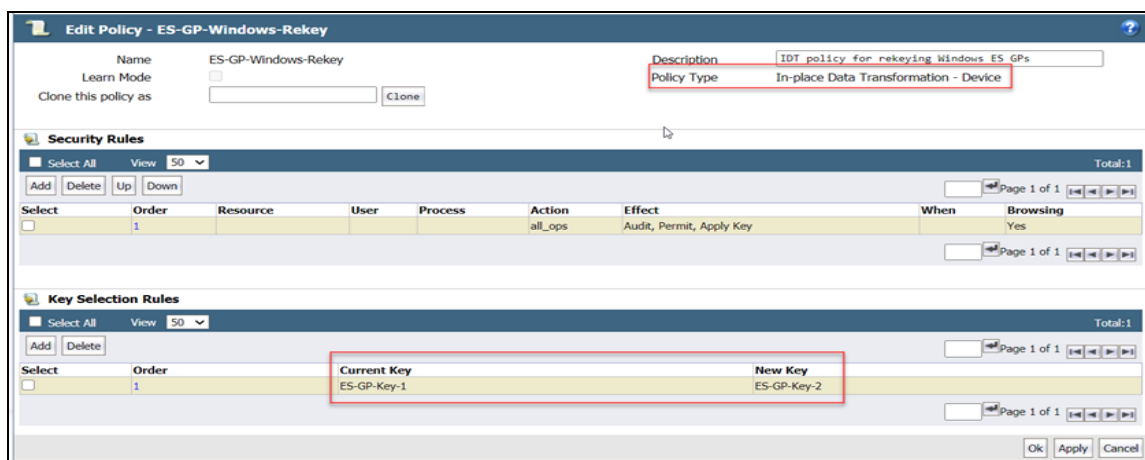 Edit Policy - ES-GP-Windows-Rekey ?
Name ES-GP-Windows-Rekey Description IDT policy for rekeying Windows ES GPs
Learn Mode Policy Type In-place Data Transformation - Device
Clone this policy as Clone
Security Rules
Select All View 50 Total:1
Add Delete Up Down Page 1 of 1
Select Order Resource User Process Action Effect When Browsing
1 all_ops Audit, Permit, Apply Key Yes
Page 1 of 1
Key Selection Rules
Select All View 50 Total:1
Add Delete Page 1 of 1
Select Order Current Key New Key
1 ES-GP-Key-1 ES-GP-Key-2
Page 1 of 1
Ok Apply Cancel